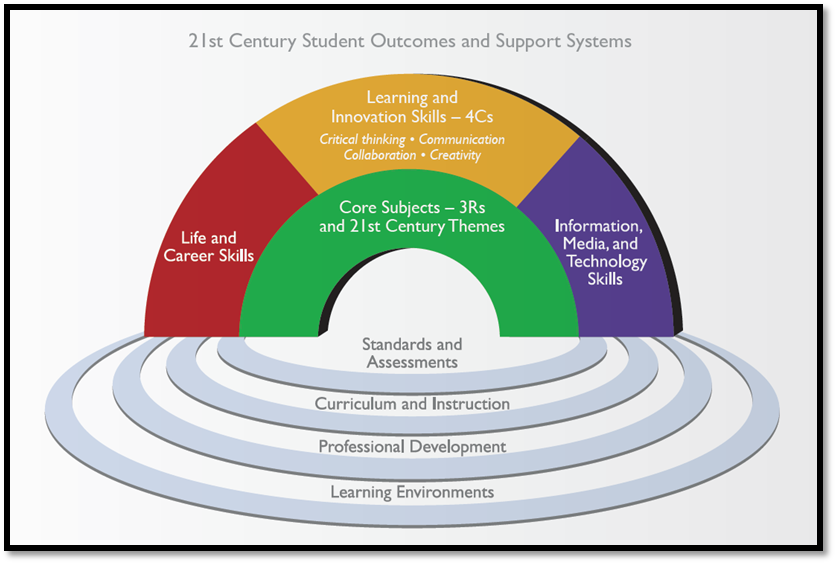 21st Century Student Outcomes and Support Systems
Learning and
Innovation Skills – 4Cs
Critical thinking • Communication
Collaboration • Creativity
Core Subjects – 3Rs
and 21st Century Themes
Life and
Career Skills
Information,
Media, and
Technology
Skills
Standards and
Assessments
Curriculum and Instruction
Professional Development
Learning Environments